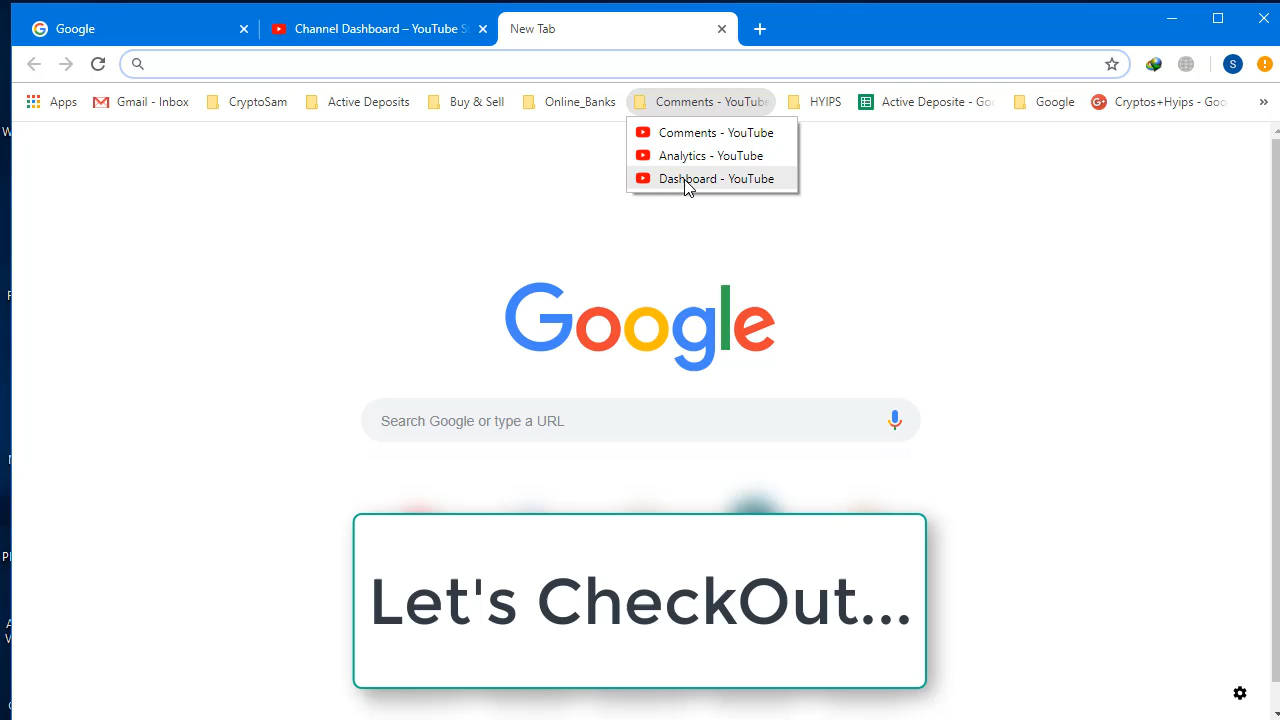 Google
Channel Dashboard – YouTube S
New Tab
S
Apps
Gmail - Inbox
CryptoSam
Active Deposits
Buy & Sell
Online_Banks
Comments - YouTube
HYIPS
Active Deposite - Go
Google
Cryptos+Hyips - Goo
»
Comments - YouTube
Analytics - YouTube
Dashboard - YouTube
Google
Search Google or type a URL
Let's CheckOut...